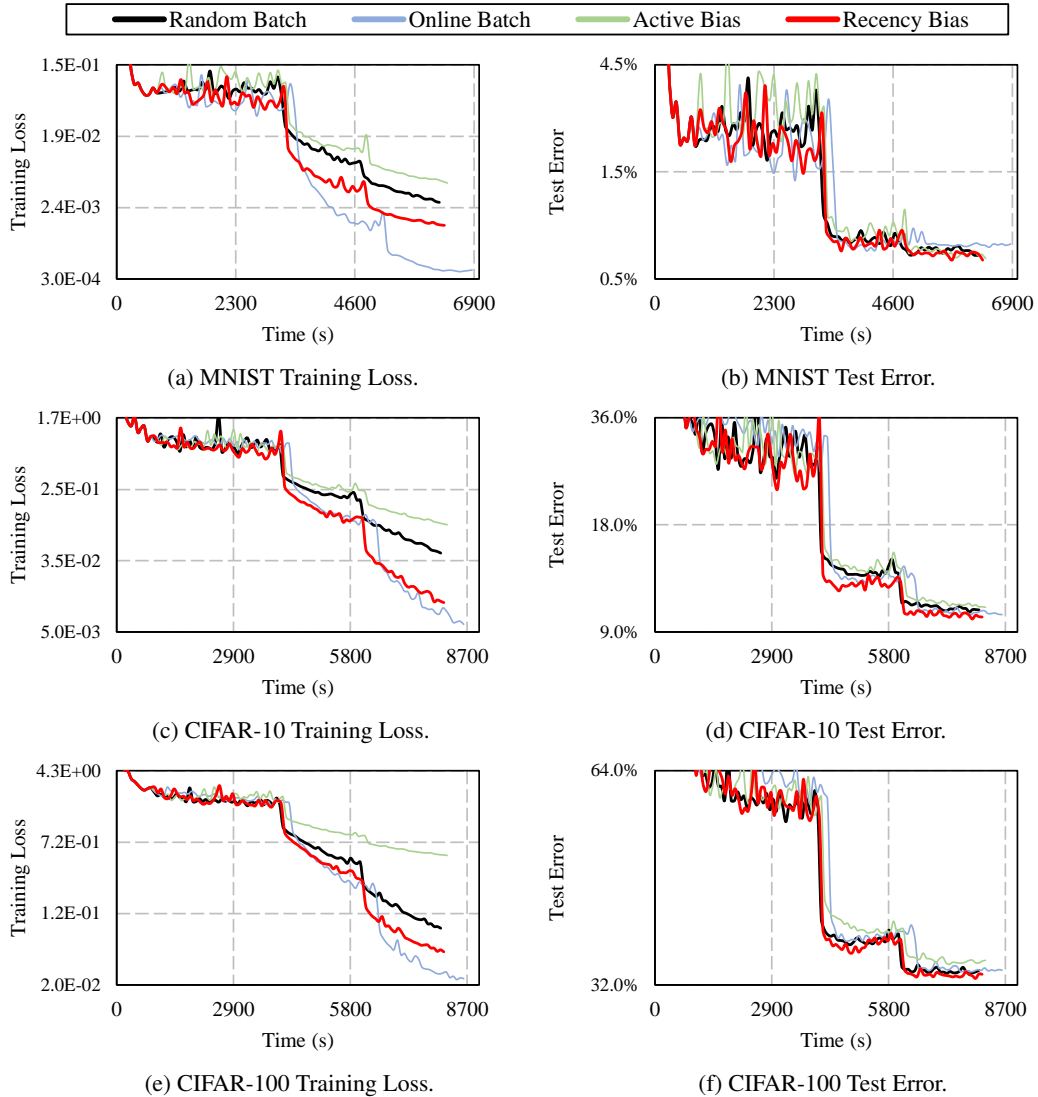 Random Batch Online Batch Active Bias Recency Bias
1.5E-01
1.9E-02
2.4E-03
3.0E-04
Training Loss
0 2300 4600 6900
Time (s)
(a) MNIST Training Loss.
4.5%
1.5%
0.5%
Test Error
0 2300 4600 6900
Time (s)
(b) MNIST Test Error.
1.7E+00
2.5E-01
3.5E-02
5.0E-03
Training Loss
0 2900 5800 8700
Time (s)
(c) CIFAR-10 Training Loss.
36.0%
18.0%
9.0%
Test Error
0 2900 5800 8700
Time (s)
(d) CIFAR-10 Test Error.
4.3E+00
7.2E-01
1.2E-01
2.0E-02
Training Loss
0 2900 5800 8700
Time (s)
(e) CIFAR-100 Training Loss.
64.0%
32.0%
Test Error
0 2900 5800 8700
Time (s)
(f) CIFAR-100 Test Error.